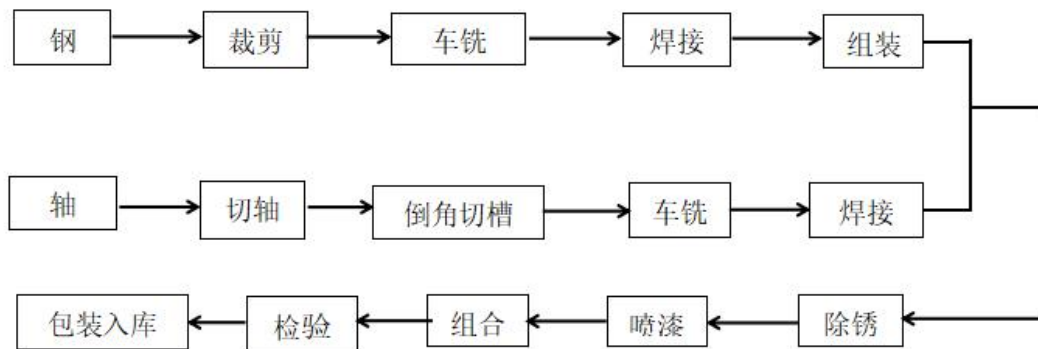 钢 裁剪 车铣 焊接 组装
轴 切轴 倒角切槽 车铣 焊接
包装入库 检验 组合 喷漆 除锈